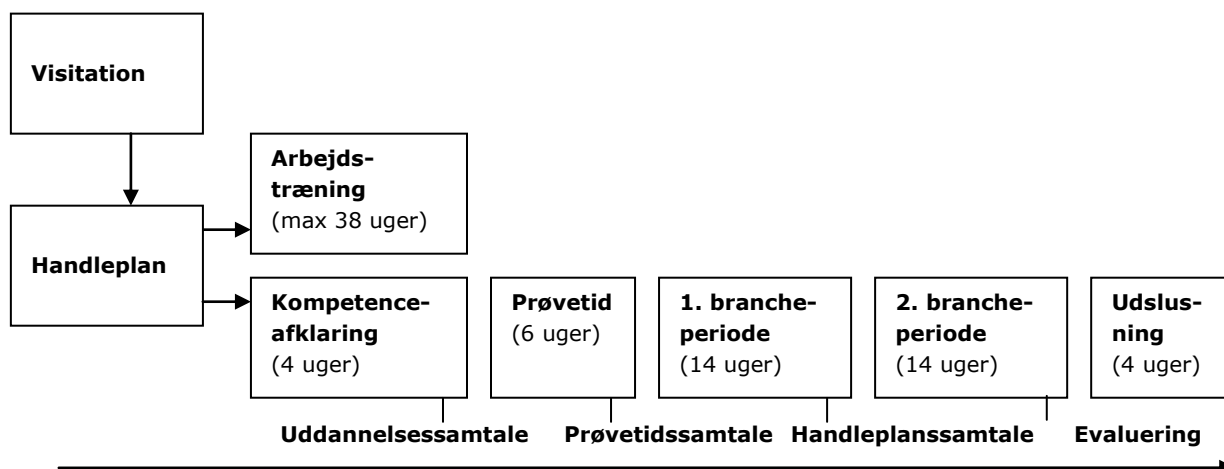 Visitation
Arbejds-
træning
(max 38 uger)
Handleplan
Kompetence-
afklaring
(4 uger)
Prøvetid
(6 uger)
1. branche-
periode
(14 uger)
2. branche-
periode
(14 uger)
Udslus-
ning
(4 uger)
Uddannelsessamtale
Prøvetidssamtale
Handleplanssamtale
Evaluering